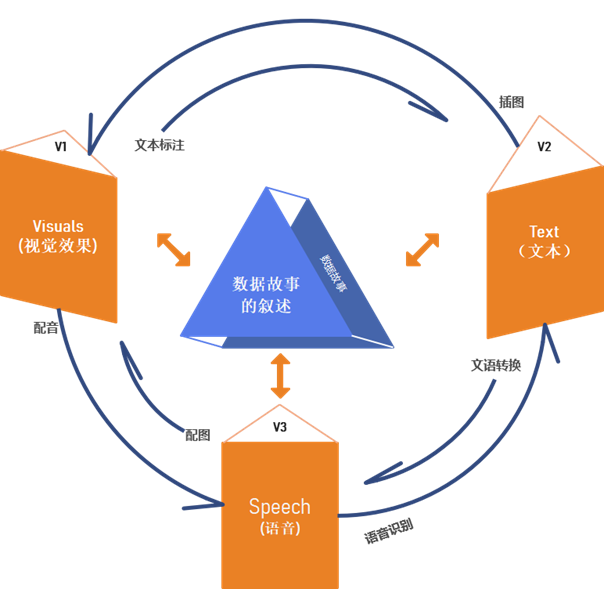 插图
V1
文本标注
V2
Visuals
(视觉效果)
Text
（文本）
数据故事
数据故事
的叙述
配音
文语转换
配图
V3
Speech
(语音)
语音识别